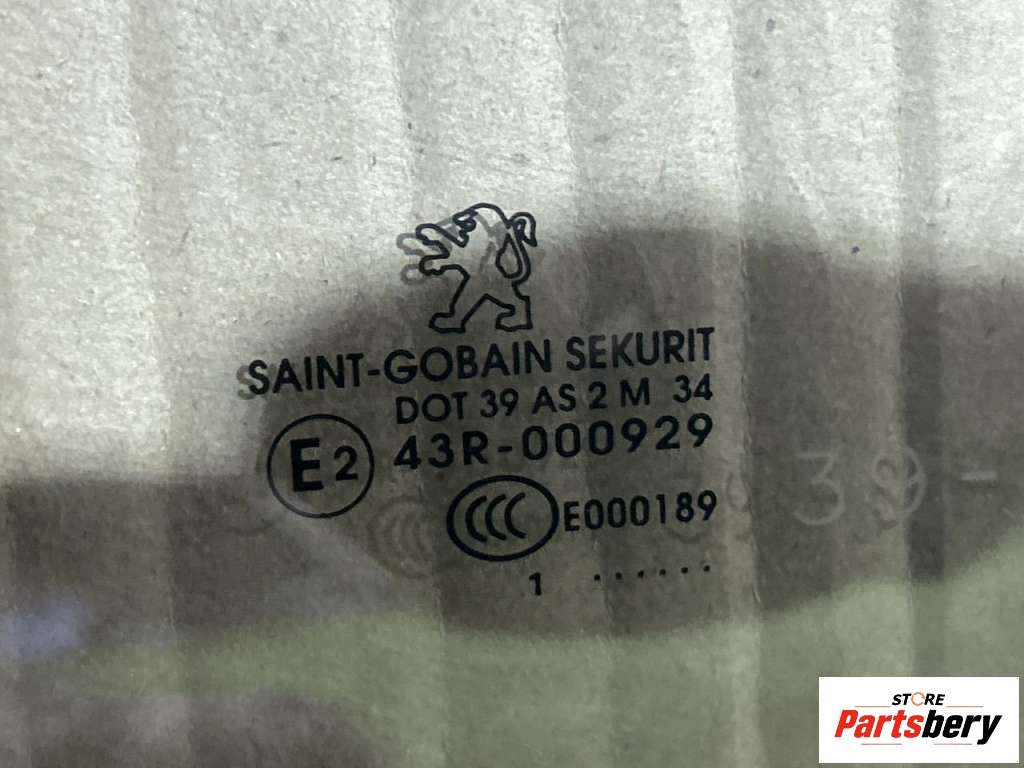 SAINT-GOBAIN SEKURIT
DOT 39 AS 2 M 34
E2 43R-000929
CCC E000189
1 ......
STORE
Partsbery